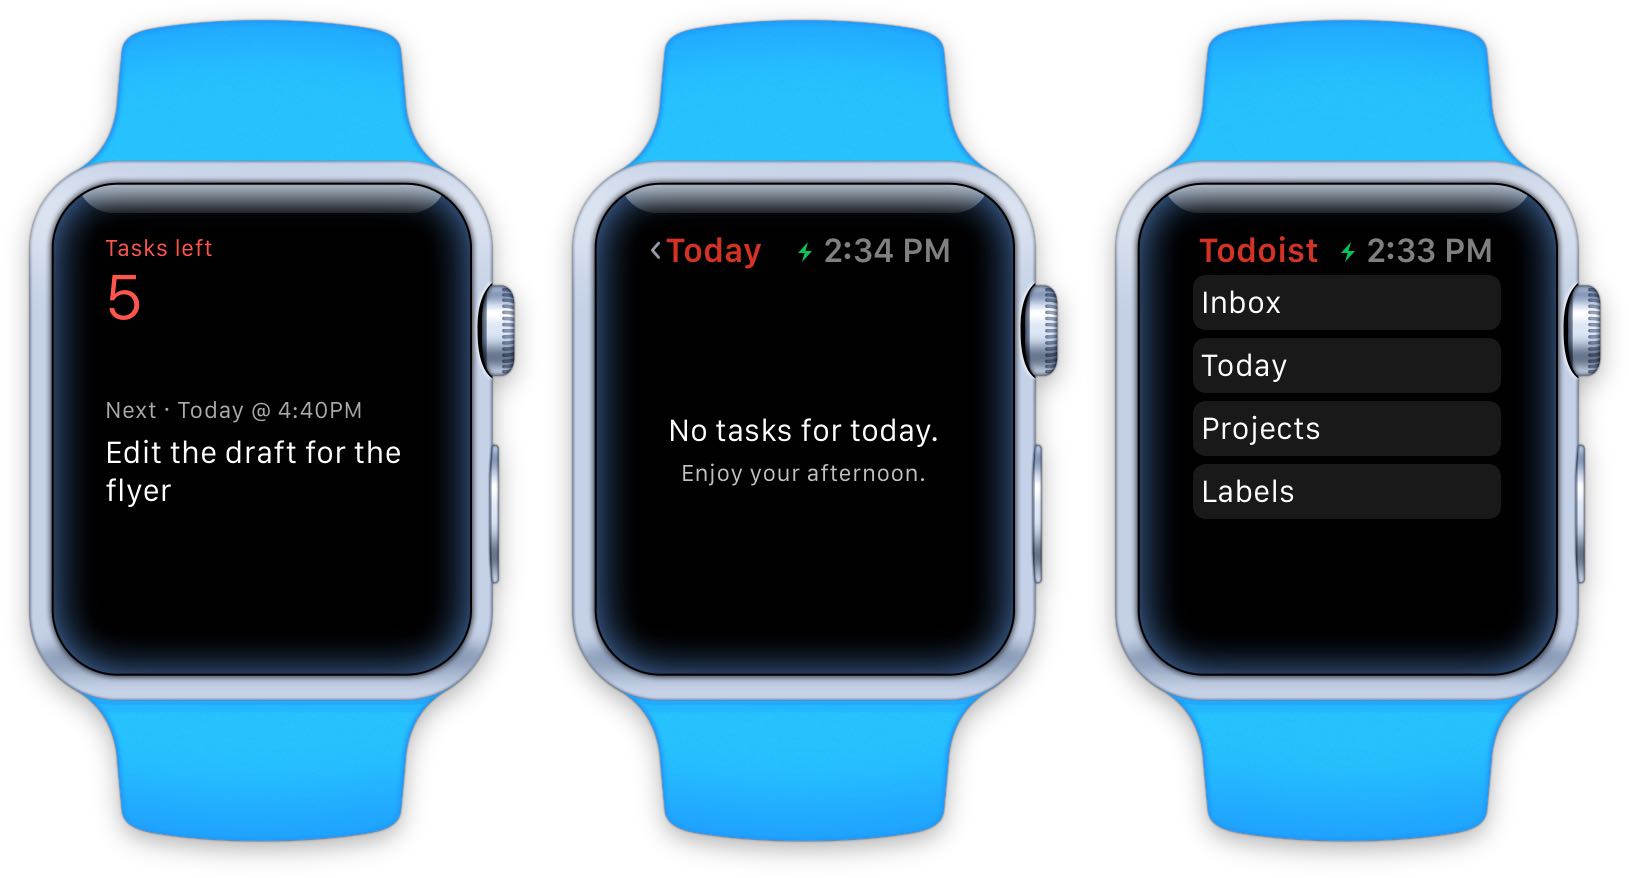 Tasks left
5
Next · Today @ 4:40PM
Edit the draft for the
flyer
Today 2:34 PM
No tasks for today.
Enjoy your afternoon.
Todoist 2:33 PM
Inbox
Today
Projects
Labels